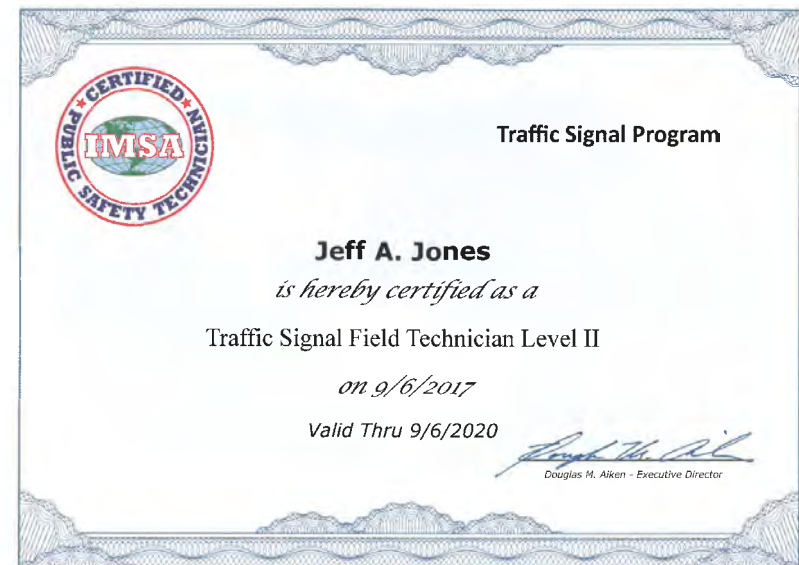 CERTIFIED
PUBLIC SAFETY TECHNICIAN
IMSA
Traffic Signal Program
Jeff A. Jones
is hereby certified as a
Traffic Signal Field Technician Level II
on 9/6/2017
Valid Thru 9/6/2020
Douglas M. Aiken - Executive Director